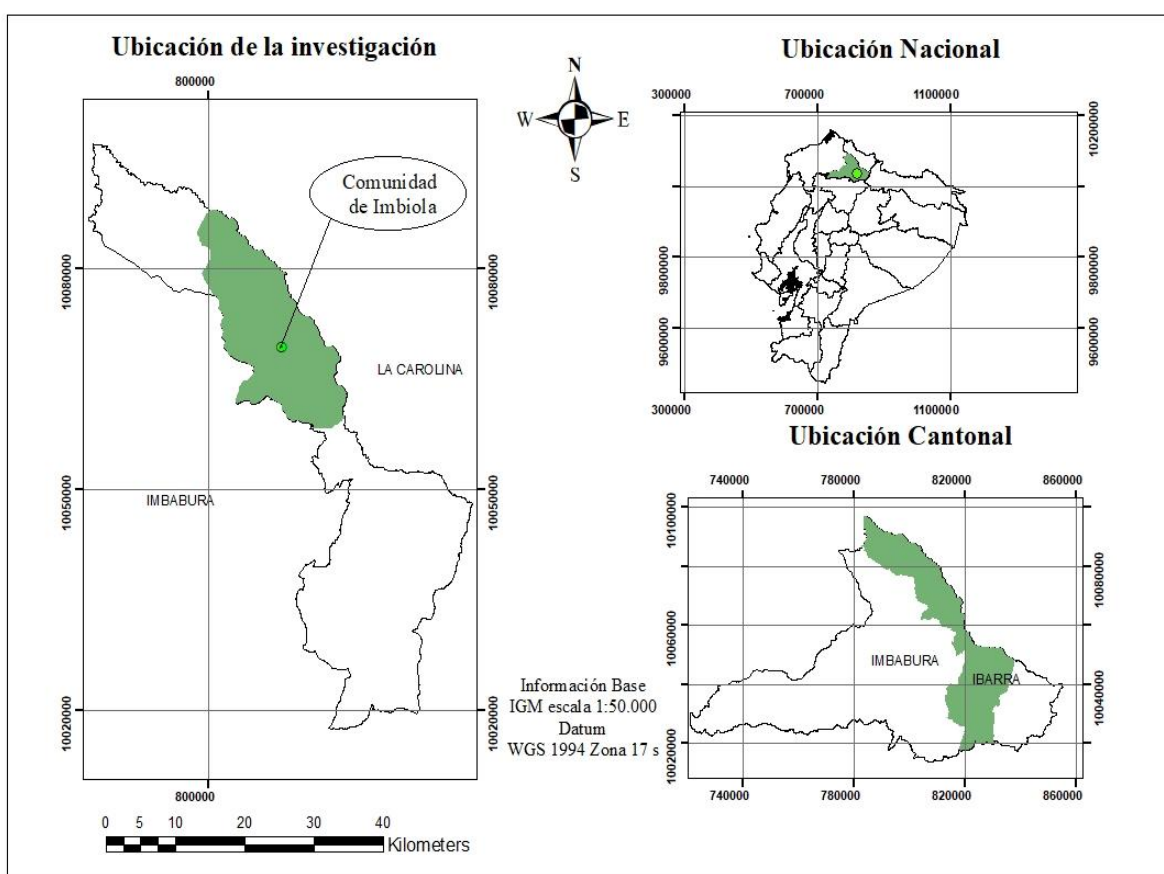 Ubicación de la investigación
800000
10080000
10080000
Comunidad
de Imbiola
LA CAROLINA
10050000
10050000
IMBABURA
10020000
10020000
800000
0 5 10 20 30 40
Kilometers
N
W E
S
Información Base
IGM escala 1:50.000
Datum
WGS 1994 Zona 17 s
Ubicación Nacional
300000 700000 1100000
10200000
9800000
9800000
9600000
9600000
300000 700000 1100000
Ubicación Cantonal
740000 780000 820000 860000
10100000
10080000
10060000
IMBABURA
IBARRA
10040000
10020000
740000 780000 820000 860000